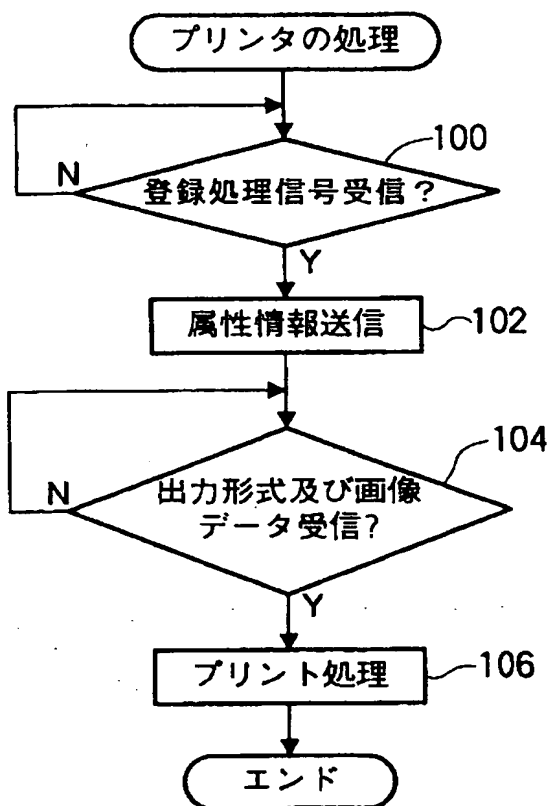 プリンタの処理
100
N
登録処理信号受信?
Y
属性情報送信
102
104
N
出力形式及び画像
データ受信?
Y
プリント処理
106
エンド